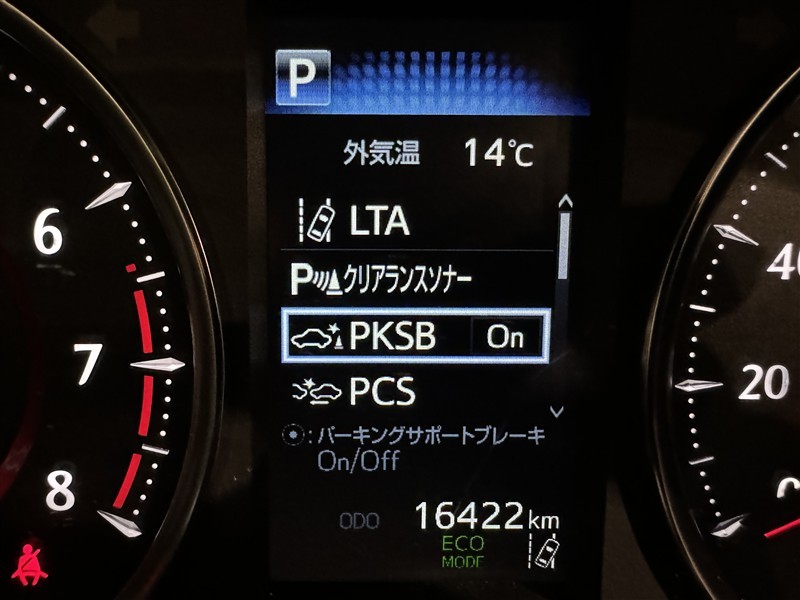 P
外気温 14℃
LTA
Pクリアランスソナー
PKSB On
PCS
:パーキングサポートブレーキ
On/Off
ODO 16422km
ECO
MODE
6
7
8
40
20
0